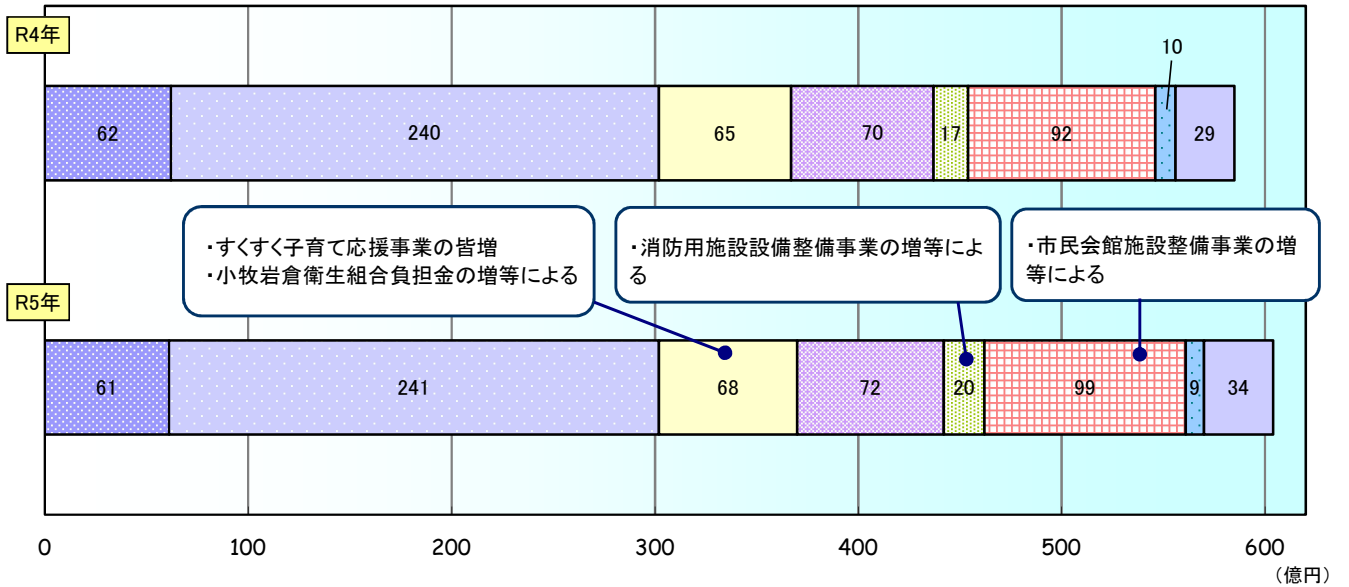 R4年
10
62
240
65
70
17
92
29
・すくすく子育て応援事業の皆増
・小牧岩倉衛生組合負担金の増等による
・消防用施設設備整備事業の増等によ
る
・市民会館施設整備事業の増
等による
R5年
61
241
68
72
20
99
9
34
0
100
200
300
400
500
600
(億円)